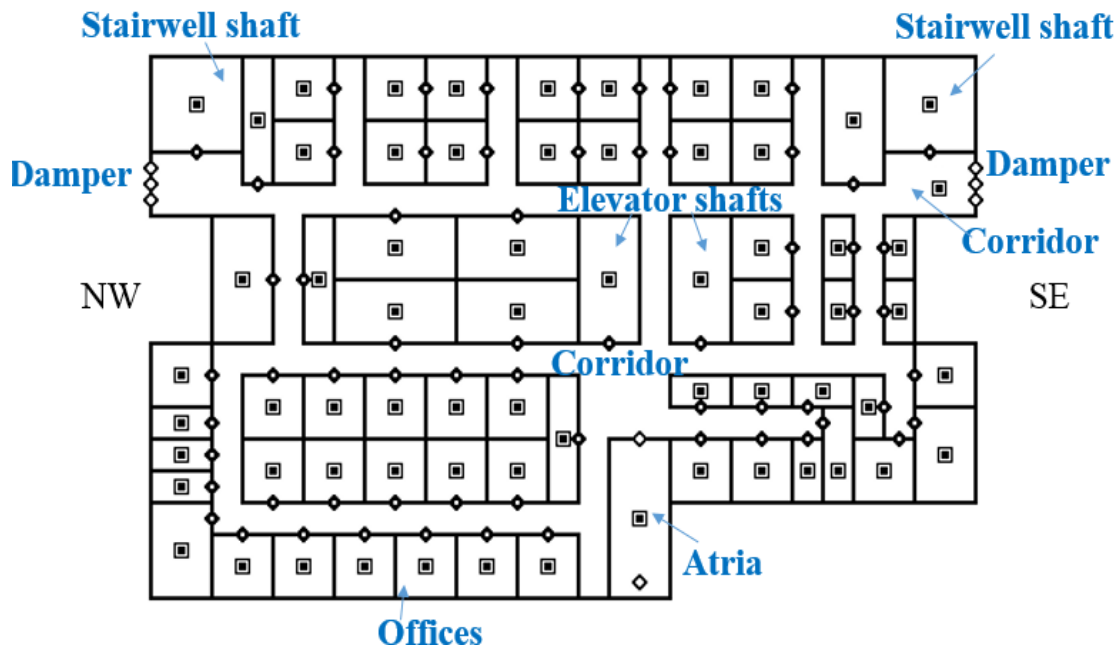 Stairwell shaft
Stairwell shaft
Damper
Damper
Elevator shafts
Corridor
NW
SE
Corridor
Atria
Offices